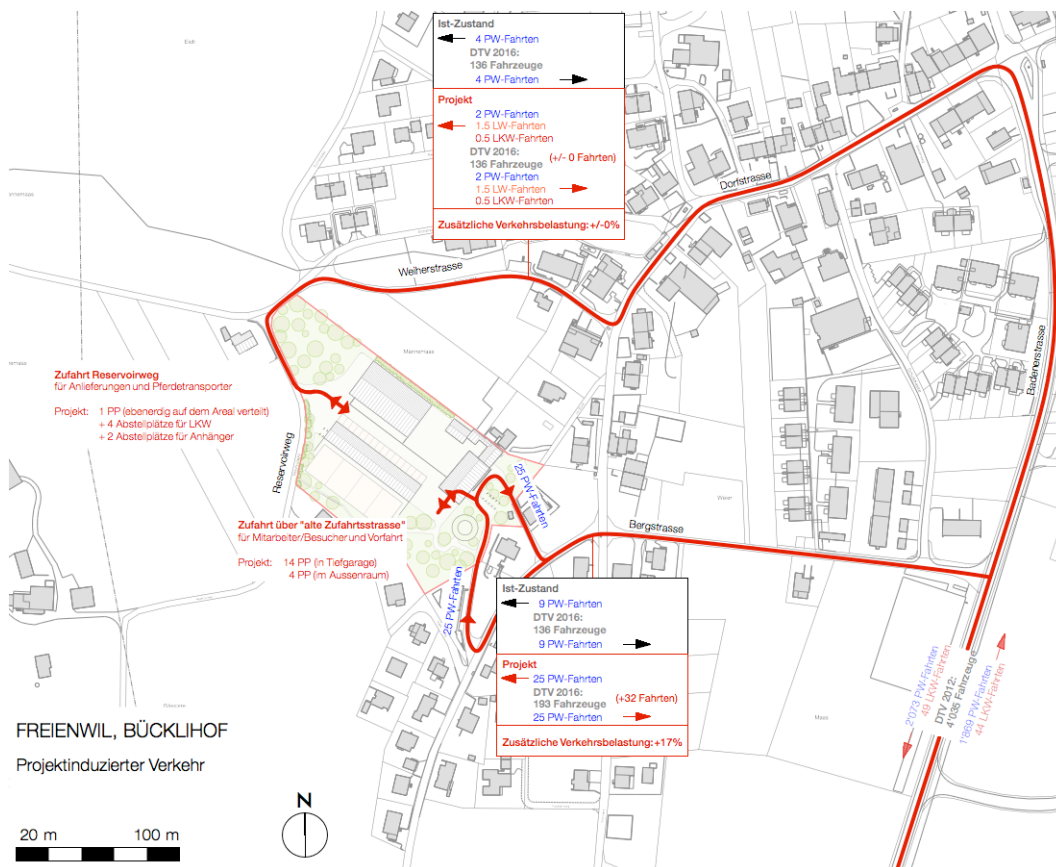 Ist-Zustand
4 PW-Fahrten
DTV 2016:
136 Fahrzeuge
4 PW-Fahrten
Projekt
2 PW-Fahrten
1.5 LW-Fahrten
0.5 LKW-Fahrten
DTV 2016:
136 Fahrzeuge (+/- 0 Fahrten)
2 PW-Fahrten
1.5 LW-Fahrten
0.5 LKW-Fahrten
Zusätzliche Verkehrsbelastung: +/-0%
Dorfstrasse
Weiherstrasse
Badenerstrasse
Mannemaas
Zufahrt Reservoirweg
für Anlieferungen und Pferdetransporter
Projekt: 1 PP (ebenerdig auf dem Areal verteilt)
+ 4 Abstellplätze für LKW
+ 2 Abstellplätze für Anhänger
Reservoirweg
25 PW-Fahrten
Weier
Bergstrasse
Zufahrt über "alte Zufahrtsstrasse"
für Mitarbeiter/Besucher und Vorfahrt
Projekt: 14 PP (in Tiefgarage)
4 PP (im Aussenraum)
25 PW-Fahrten
Ist-Zustand
9 PW-Fahrten
DTV 2016:
136 Fahrzeuge
9 PW-Fahrten
Projekt
25 PW-Fahrten
DTV 2016:
193 Fahrzeuge (+32 Fahrten)
25 PW-Fahrten
Zusätzliche Verkehrsbelastung: +17%
2'073 PW-Fahrten
49 LKW-Fahrten
DTV 2012:
4'035 Fahrzeuge
1'869 PW-Fahrten
44 LKW-Fahrten
Maas
FREIENWIL, BÜCKLIHOF
Projektinduzierter Verkehr
N
20 m 100 m